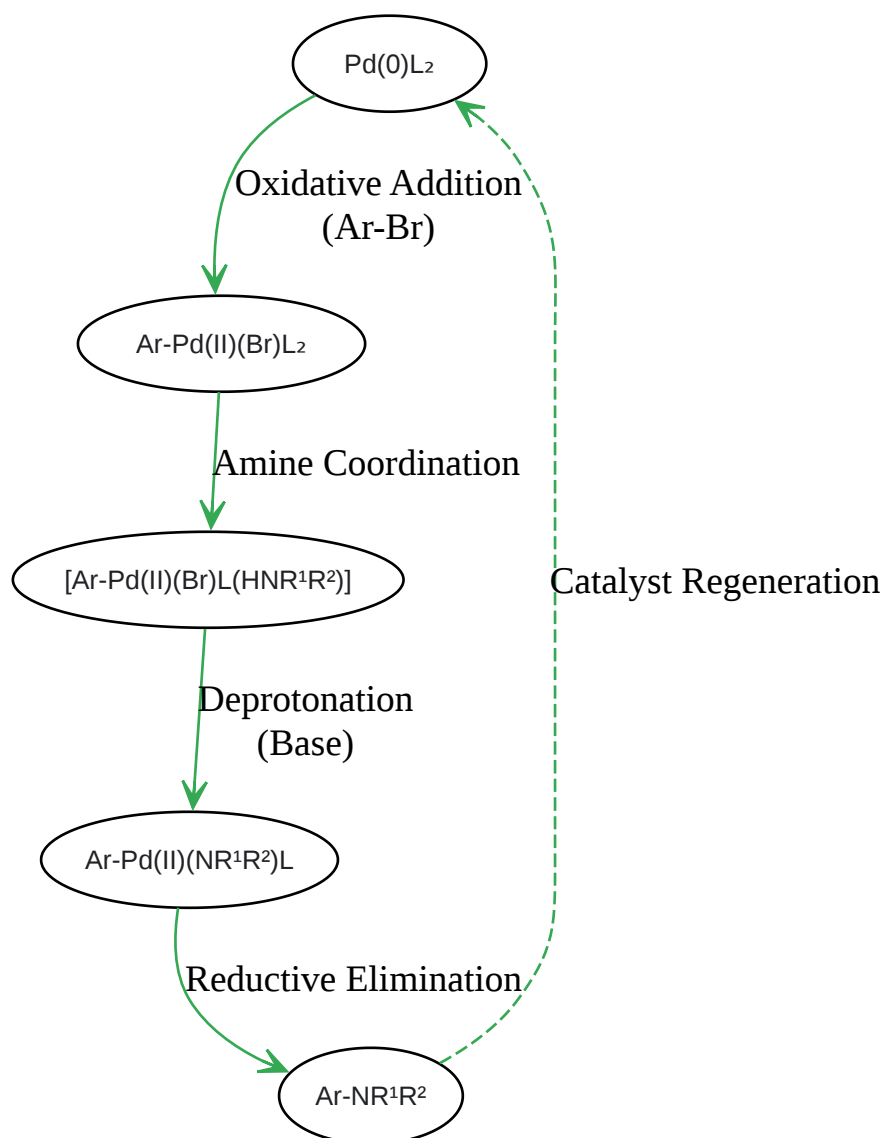 Pd(0)L₂
Oxidative Addition
(Ar-Br)
Ar-Pd(II)(Br)L₂
Amine Coordination
[Ar-Pd(II)(Br)L(HNR¹R²)]
Catalyst Regeneration
Deprotonation
(Base)
Ar-Pd(II)(NR¹R²)L
Reductive Elimination
Ar-NR¹R²